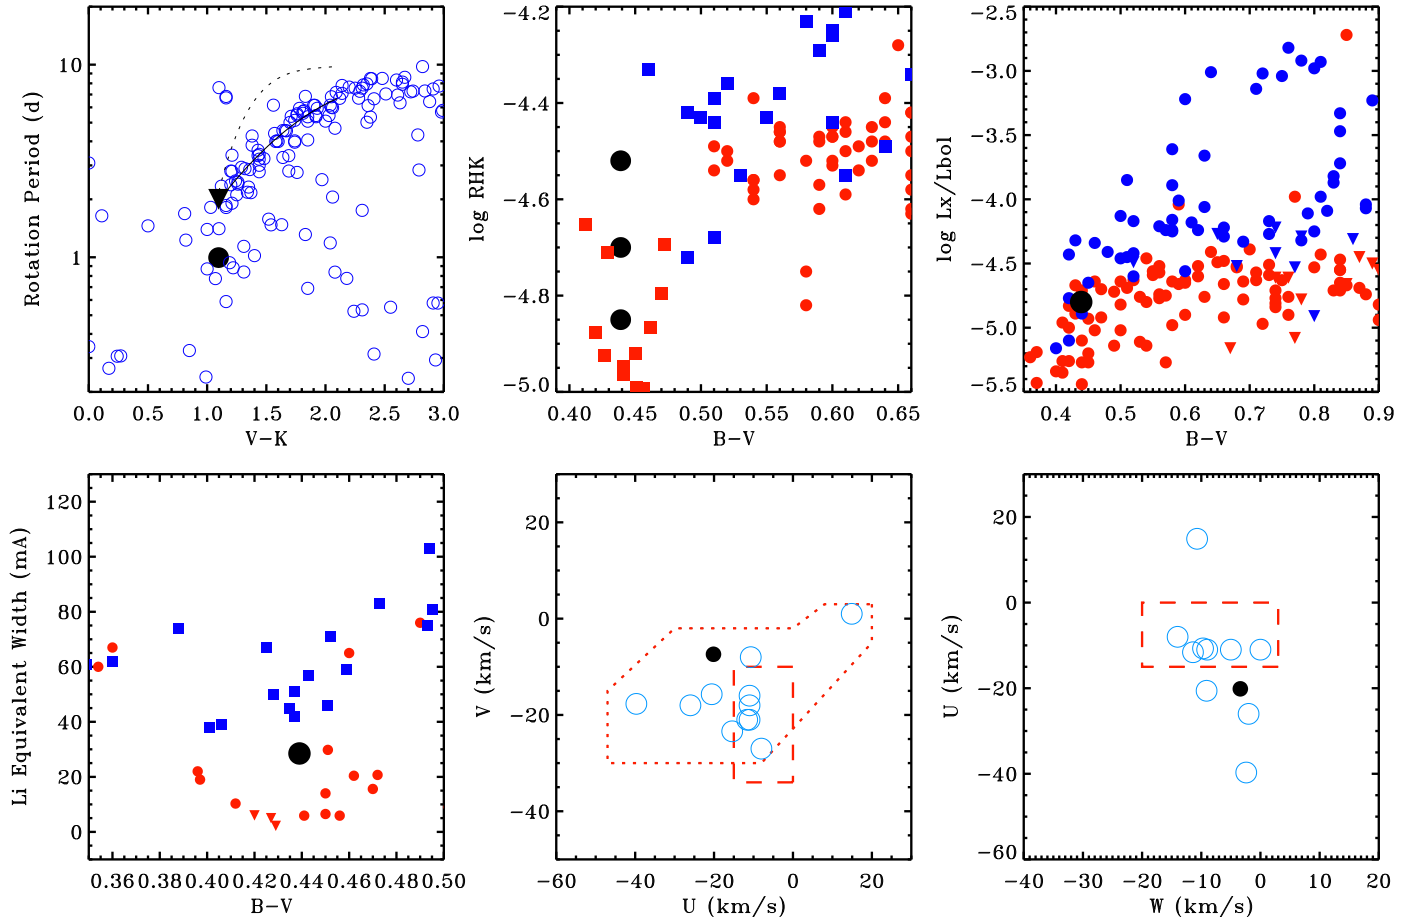 10
1
0.0 0.5 1.0 1.5 2.0 2.5 3.0
V-K
Rotation Period (d)
-4.2
-4.4
-4.6
-4.8
-5.0
0.40 0.45 0.50 0.55 0.60 0.65
B-V
log RHK
-2.5
-3.0
-3.5
-4.0
-4.5
-5.0
-5.5
0.4 0.5 0.6 0.7 0.8 0.9
B-V
log Lx/Lbol
120
100
80
60
40
20
0
0.36 0.38 0.40 0.42 0.44 0.46 0.48 0.50
B-V
Li Equivalent Width (mA)
20
0
-20
-40
-60 -40 -20 0 20
U (km/s)
V (km/s)
20
0
-20
-40
-60
-40 -30 -20 -10 0 10 20
W (km/s)
U (km/s)